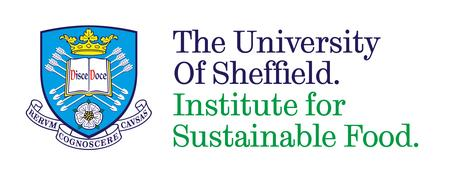 Disce Doce
RERVM COGNOSCERE CAVSAS
The University
Of Sheffield.
Institute for
Sustainable Food.